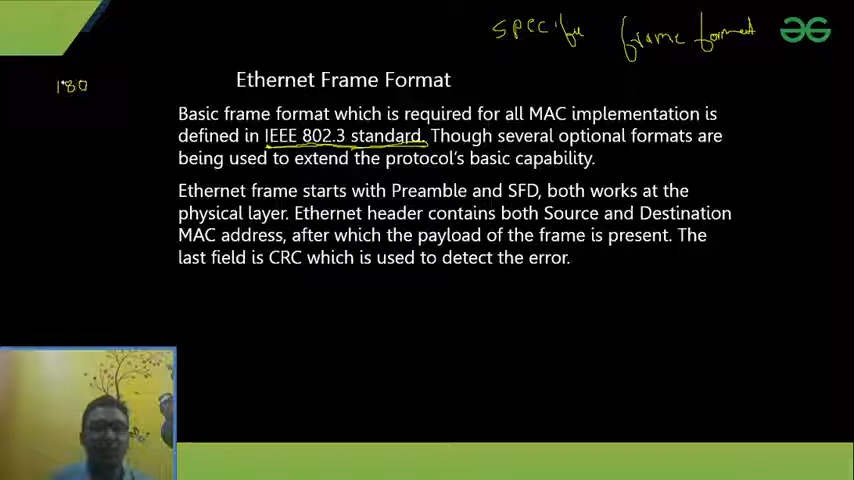 specific frame format
180
Ethernet Frame Format
Basic frame format which is required for all MAC implementation is
defined in IEEE 802.3 standard. Though several optional formats are
being used to extend the protocol's basic capability.
Ethernet frame starts with Preamble and SFD, both works at the
physical layer. Ethernet header contains both Source and Destination
MAC address, after which the payload of the frame is present. The
last field is CRC which is used to detect the error.